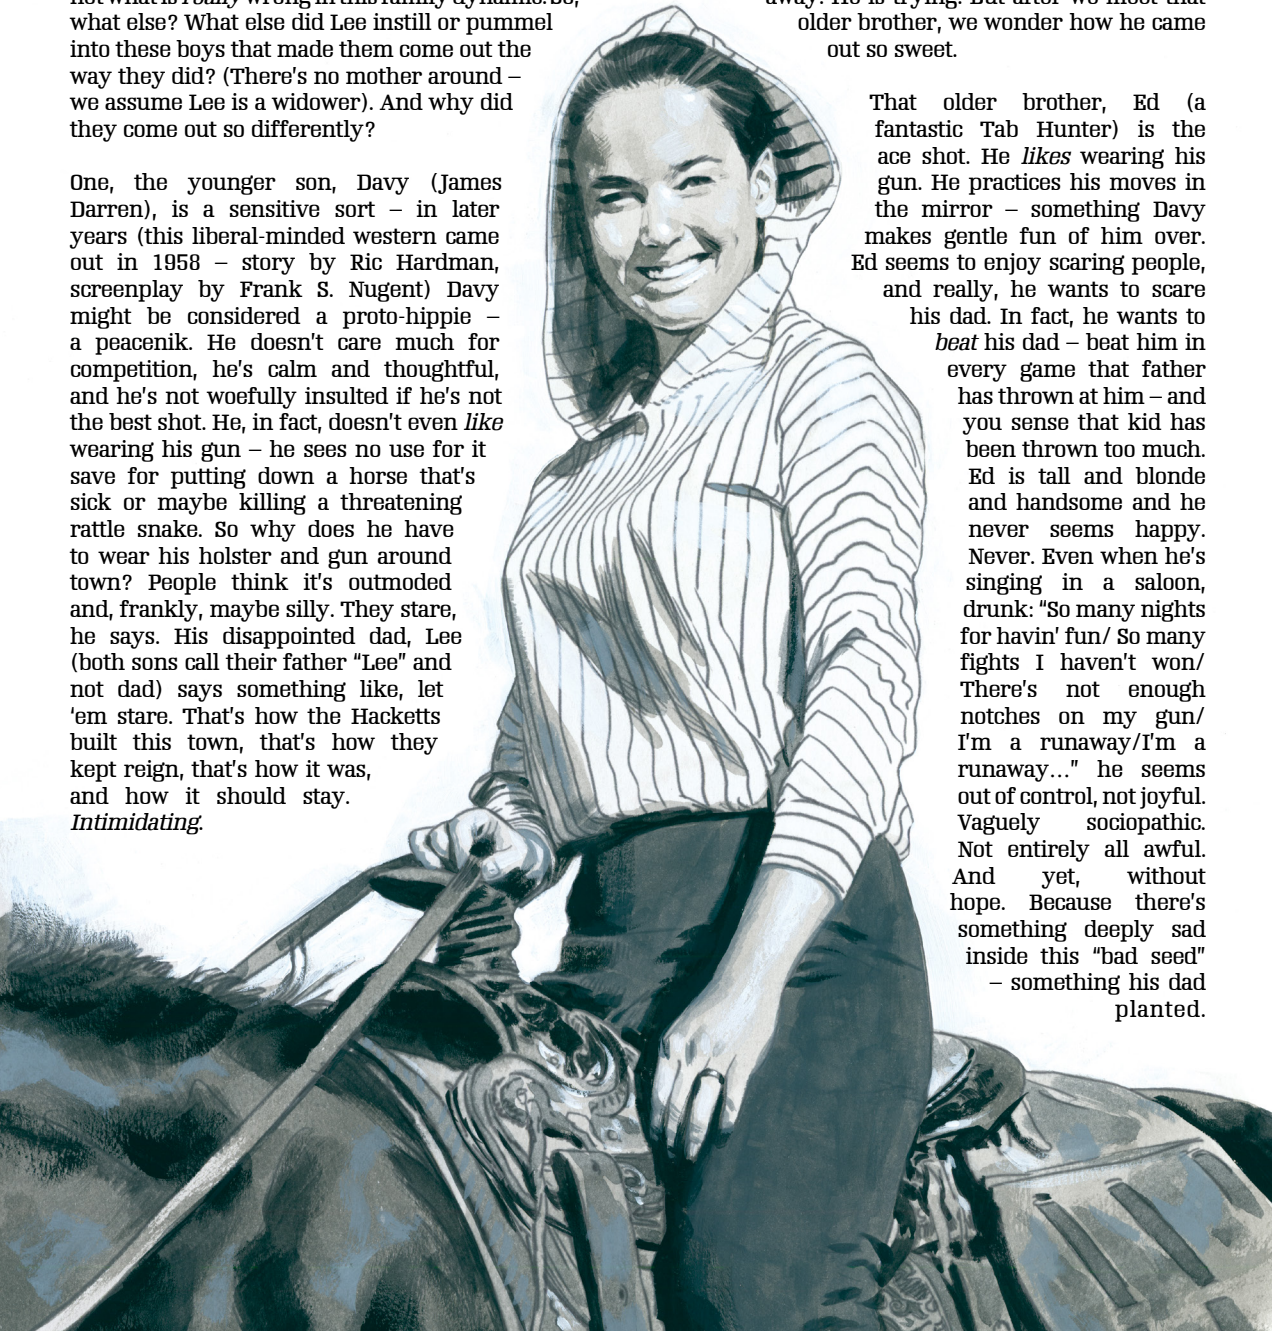 what else? What else did Lee instill or pummel
into these boys that made them come out the
way they did? (There's no mother around –
we assume Lee is a widower). And why did
they come out so differently?
One, the younger son, Davy (James
Darren), is a sensitive sort – in later
years (this liberal-minded western came
out in 1958 – story by Ric Hardman,
screenplay by Frank S. Nugent) Davy
might be considered a proto-hippie –
a peacenik. He doesn't care much for
competition, he's calm and thoughtful,
and he's not woefully insulted if he's not
the best shot. He, in fact, doesn't even like
wearing his gun – he sees no use for it
save for putting down a horse that's
sick or maybe killing a threatening
rattle snake. So why does he have
to wear his holster and gun around
town? People think it's outmoded
and, frankly, maybe silly. They stare,
he says. His disappointed dad, Lee
(both sons call their father “Lee” and
not dad) says something like, let
‘em stare. That's how the Hacketts
built this town, that's how they
kept reign, that's how it was,
and how it should stay.
Intimidating.
older brother, we wonder how he came
out so sweet.
That older brother, Ed (a
fantastic Tab Hunter) is the
ace shot. He likes wearing his
gun. He practices his moves in
the mirror – something Davy
makes gentle fun of him over.
Ed seems to enjoy scaring people,
and really, he wants to scare
his dad. In fact, he wants to
beat his dad – beat him in
every game that father
has thrown at him – and
you sense that kid has
been thrown too much.
Ed is tall and blonde
and handsome and he
never seems happy.
Never. Even when he's
singing in a saloon,
drunk: “So many nights
for havin' fun/ So many
fights I haven't won/
There's not enough
notches on my gun/
I'm a runaway/I'm a
runaway...” he seems
out of control, not joyful.
Vaguely sociopathic.
Not entirely all awful.
And yet, without
hope. Because there's
something deeply sad
inside this “bad seed”
– something his dad
planted.